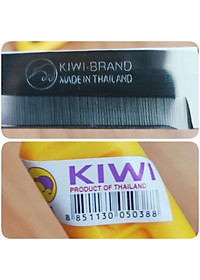 KIWI-BRAND
MADE IN THAILAND
KIWI
PRODUCT OF THAILAND
8 851130 050388